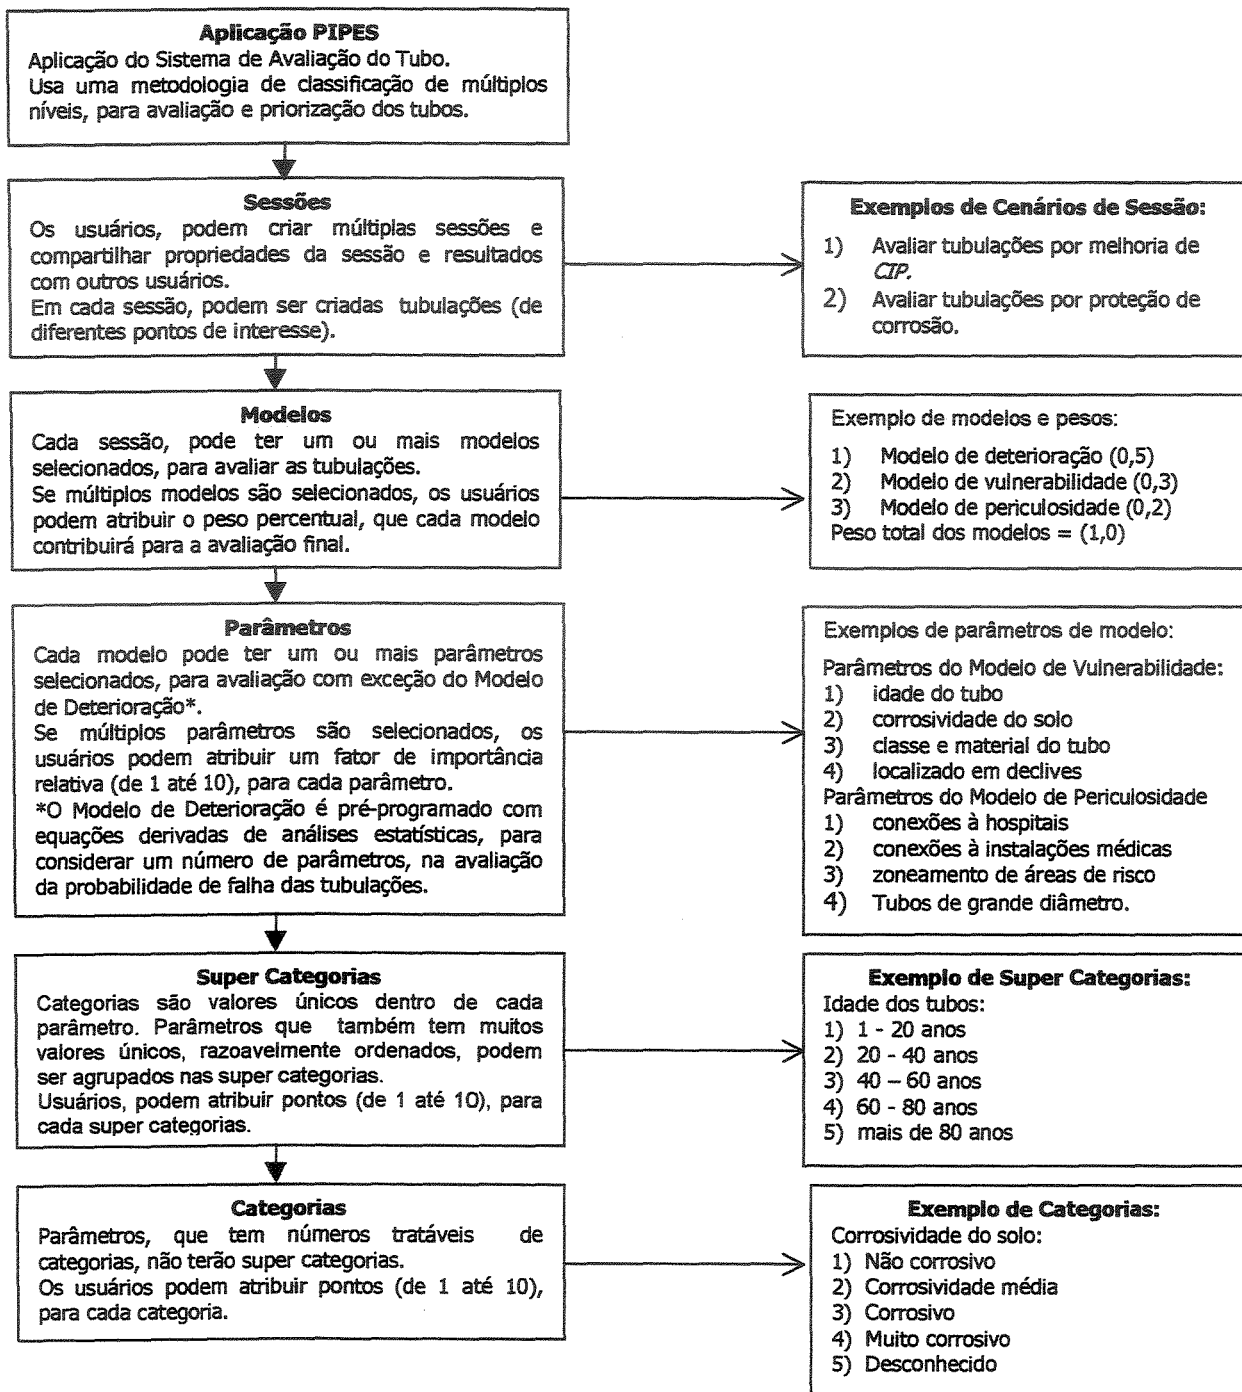 Aplicação PIPES
Aplicação do Sistema de Avaliação do Tubo.
Usa uma metodologia de classificação de múltiplos
níveis, para avaliação e priorização dos tubos.
Sessões
Os usuários, podem criar múltiplas sessões e
compartilhar propriedades da sessão e resultados
com outros usuários.
Em cada sessão, podem ser criadas tubulações (de
diferentes pontos de interesse).
Exemplos de Cenários de Sessão:
1) Avaliar tubulações por melhoria de
CIP.
2) Avaliar tubulações por proteção de
corrosão.
Modelos
Cada sessão, pode ter um ou mais modelos
selecionados, para avaliar as tubulações.
Se múltiplos modelos são selecionados, os usuários
podem atribuir o peso percentual, que cada modelo
contribuirá para a avaliação final.
Exemplo de modelos e pesos:
1) Modelo de deterioração (0,5)
2) Modelo de vulnerabilidade (0,3)
3) Modelo de periculosidade (0,2)
Peso total dos modelos = (1,0)
Parâmetros
Cada modelo pode ter um ou mais parâmetros
selecionados, para avaliação com exceção do Modelo
de Deterioração*.
Se múltiplos parâmetros são selecionados, os
usuários podem atribuir um fator de importância
relativa (de 1 até 10), para cada parâmetro.
*O Modelo de Deterioração é pré-programado com
equações derivadas de análises estatísticas, para
considerar um número de parâmetros, na avaliação
da probabilidade de falha das tubulações.
Exemplos de parâmetros de modelo:
Parâmetros do Modelo de Vulnerabilidade:
1) idade do tubo
2) corrosividade do solo
3) classe e material do tubo
4) localizado em declives
Parâmetros do Modelo de Periculosidade
1) conexões à hospitais
2) conexões à instalações médicas
3) zoneamento de áreas de risco
4) Tubos de grande diâmetro.
Super Categorias
Categorias são valores únicos dentro de cada
parâmetro. Parâmetros que também tem muitos
valores únicos, razoavelmente ordenados, podem
ser agrupados nas super categorias.
Usuários, podem atribuir pontos (de 1 até 10), para
cada super categorias.
Exemplo de Super Categorias:
Idade dos tubos:
1) 1 - 20 anos
2) 20 - 40 anos
3) 40 – 60 anos
4) 60 - 80 anos
5) mais de 80 anos
Categorias
Parâmetros, que tem números tratáveis de
categorias, não terão super categorias.
Os usuários podem atribuir pontos (de 1 até 10),
para cada categoria.
Exemplo de Categorias:
Corrosividade do solo:
1) Não corrosivo
2) Corrosividade média
3) Corrosivo
4) Muito corrosivo
5) Desconhecido